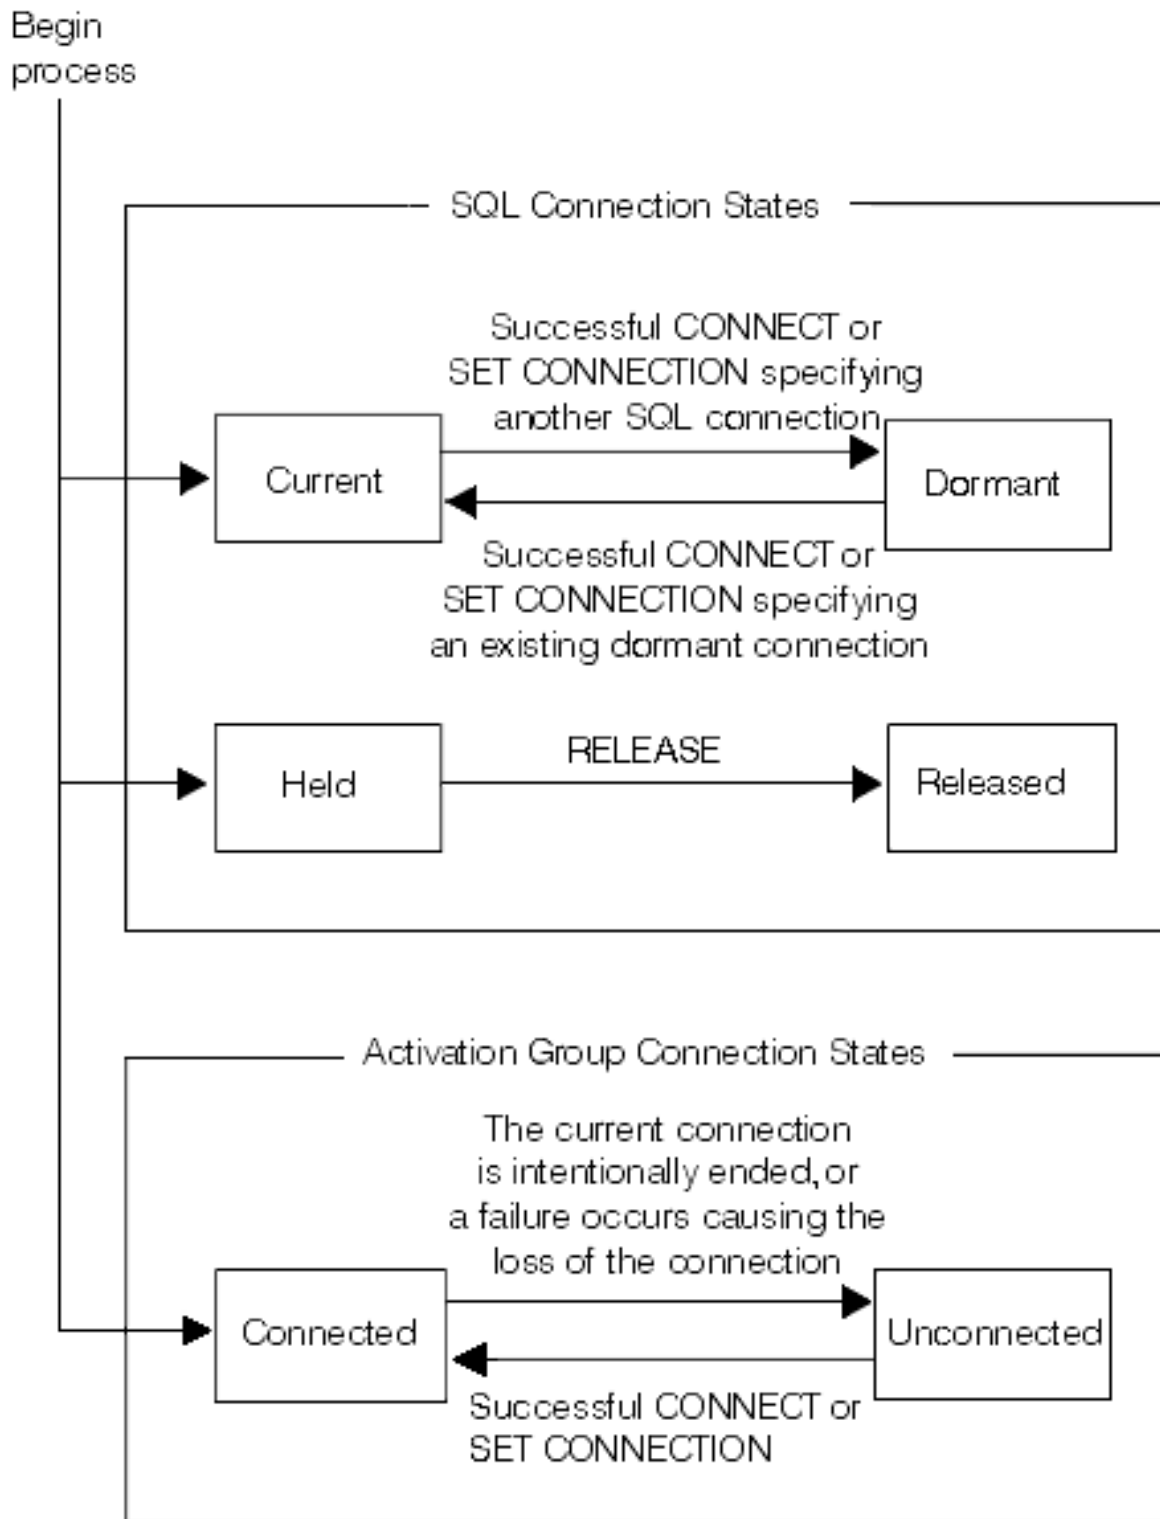 Begin
process
SQL Connection States
Successful CONNECT or
SET CONNECTION specifying
another SQL connection
Current
Dormant
Successful CONNECT or
SET CONNECTION specifying
an existing dormant connection
RELEASE
Held
Released
Activation Group Connection States
The current connection
is intentionally ended, or
a failure occurs causing the
loss of the connection
Connected
Unconnected
Successful CONNECT or
SET CONNECTION